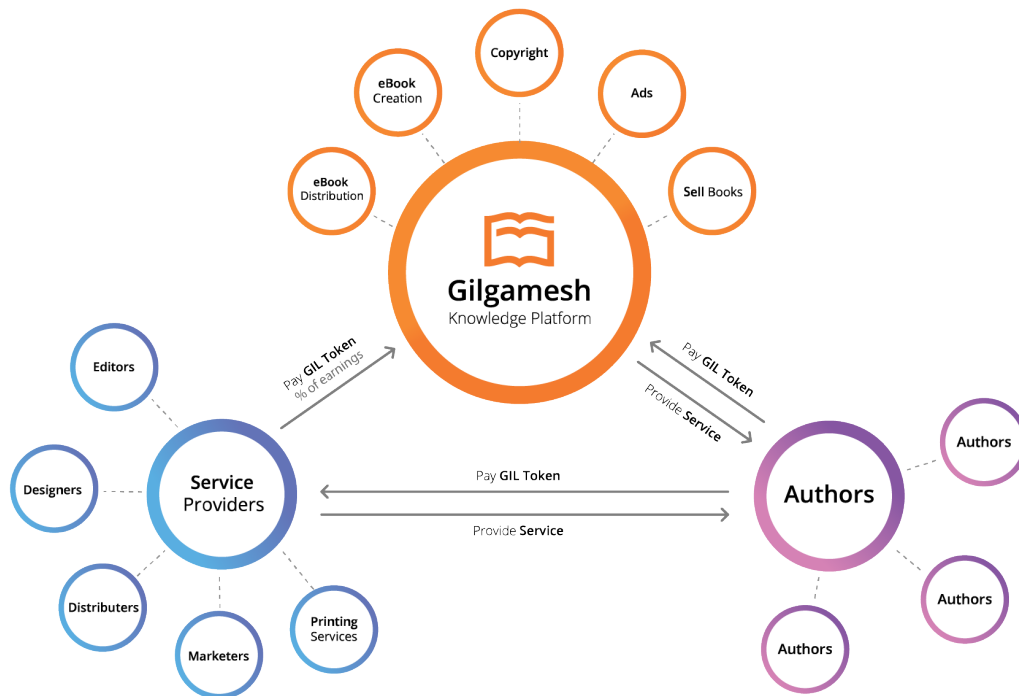 Copyright
eBook
Creation
Ads
eBook
Distribution
Sell Books
Gilgamesh
Knowledge Platform
Pay GIL Token
% of earnings
Pay GIL Token
Provide Service
Editors
Designers
Service
Providers
Distributers
Marketers
Printing
Services
Pay GIL Token
Provide Service
Authors
Authors
Authors
Authors